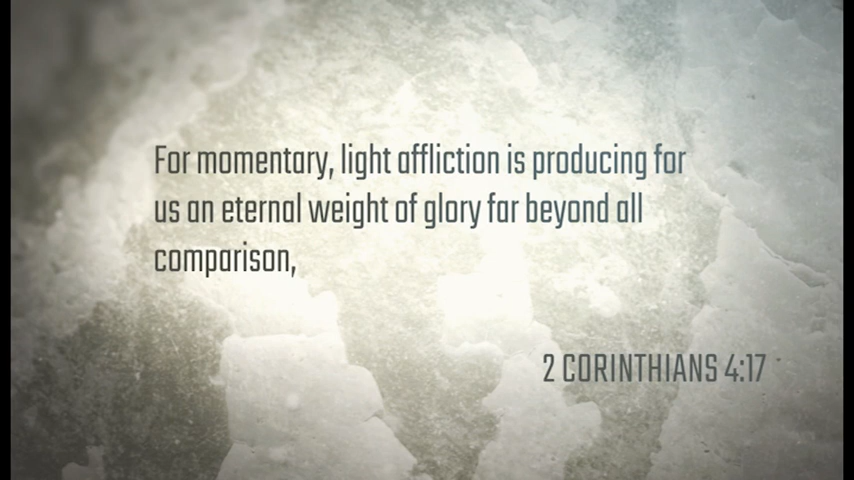 For momentary, light affliction is producing for
us an eternal weight of glory far beyond all
comparison,
2 CORINTHIANS 4:17